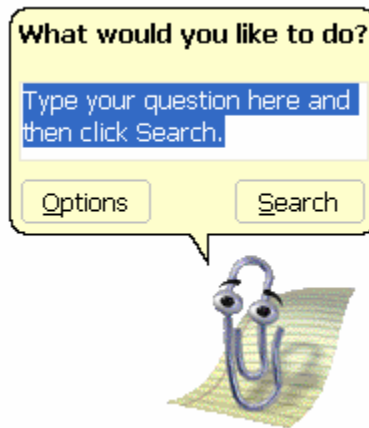 What would you like to do?
Type your question here and
then click Search.
Options
Search